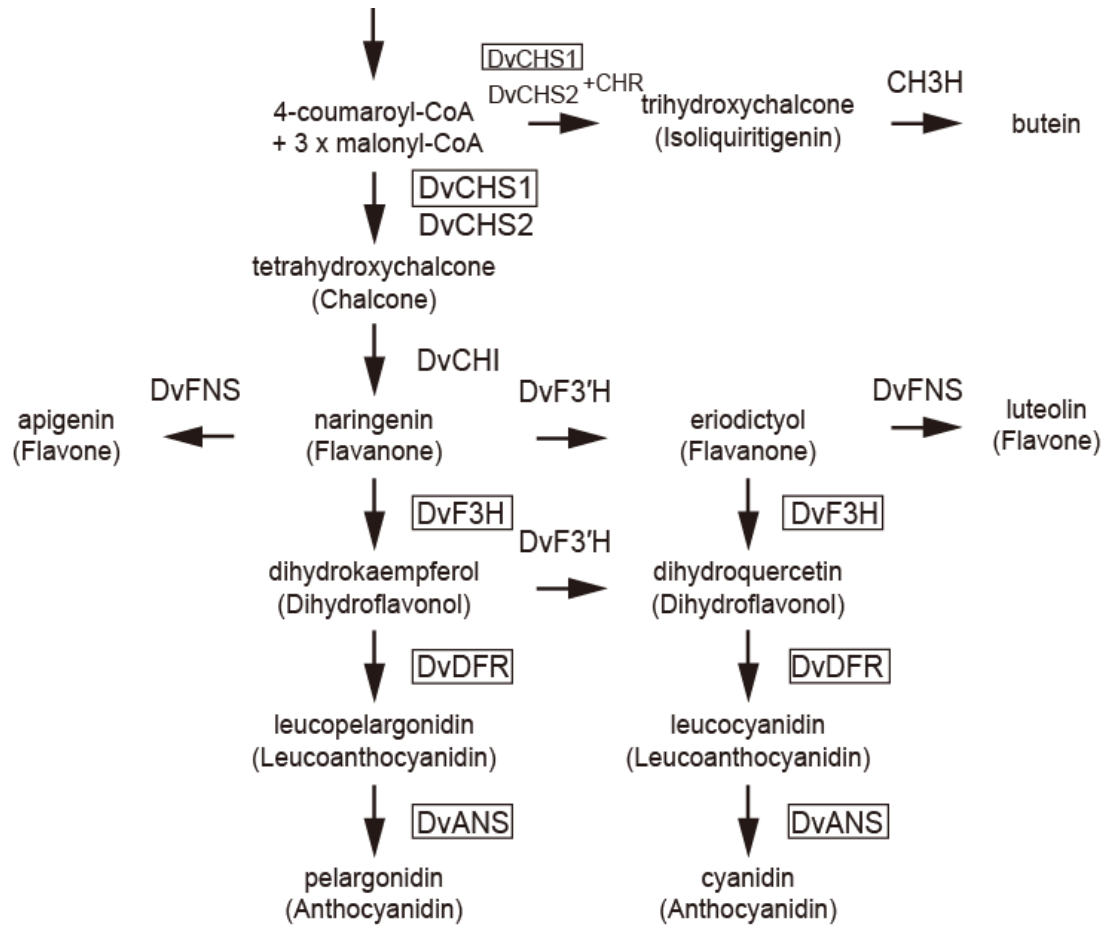 DvCHS1
DvCHS2 +CHR
4-coumaroyl-CoA
+ 3 x malonyl-CoA
trihydroxychalcone
(Isoliquiritigenin)
CH3H
butein
DvCHS1
DvCHS2
tetrahydroxychalcone
(Chalcone)
DvCHI
DvFNS
DvF3'H
DvFNS
apigenin
(Flavone)
naringenin
(Flavanone)
eriodictyol
(Flavanone)
luteolin
(Flavone)
DvF3H
DvF3H
DvF3'H
dihydrokaempferol
(Dihydroflavonol)
dihydroquercetin
(Dihydroflavonol)
DvDFR
DvDFR
leucopelargonidin
(Leucoanthocyanidin)
leucocyanidin
(Leucoanthocyanidin)
DvANS
DvANS
pelargonidin
(Anthocyanidin)
cyanidin
(Anthocyanidin)